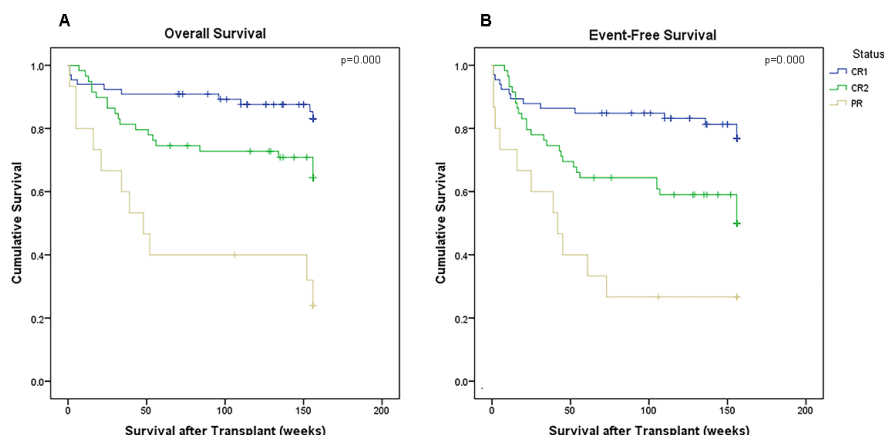 A
Overall Survival
p=0.000
1.0
0.8
0.6
0.4
0.2
0.0
Cumulative Survival
0
50
100
150
200
Survival after Transplant (weeks)
B
Event-Free Survival
p=0.000
1.0
0.8
0.6
0.4
0.2
0.0
Cumulative Survival
0
50
100
150
200
Survival after Transplant (weeks)
Status
CR1
CR2
PR